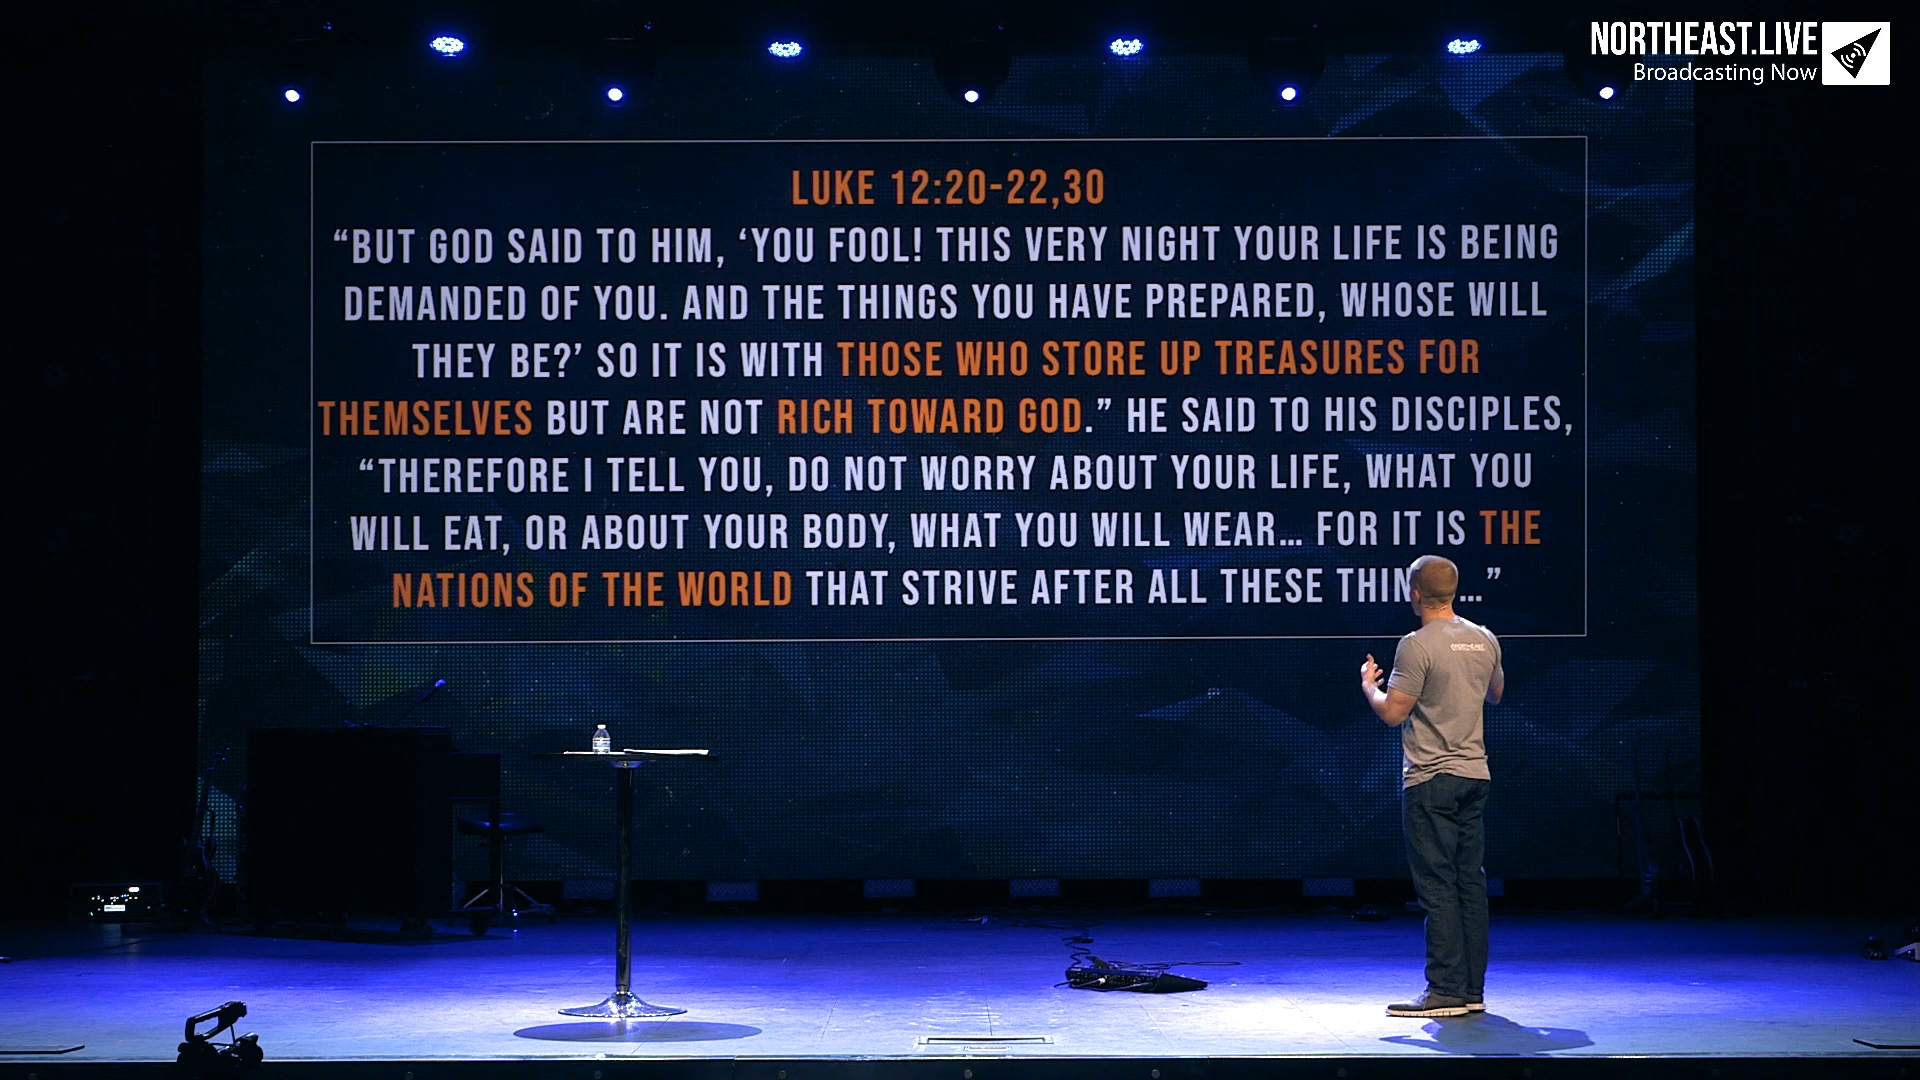 NORTHEAST.LIVE
Broadcasting Now
LUKE 12:20-22,30
“BUT GOD SAID TO HIM, ‘YOU FOOL! THIS VERY NIGHT YOUR LIFE IS BEING
DEMANDED OF YOU. AND THE THINGS YOU HAVE PREPARED, WHOSE WILL
THEY BE?’ SO IT IS WITH THOSE WHO STORE UP TREASURES FOR
THEMSELVES BUT ARE NOT RICH TOWARD GOD.” HE SAID TO HIS DISCIPLES,
“THEREFORE I TELL YOU, DO NOT WORRY ABOUT YOUR LIFE, WHAT YOU
WILL EAT, OR ABOUT YOUR BODY, WHAT YOU WILL WEAR... FOR IT IS THE
NATIONS OF THE WORLD THAT STRIVE AFTER ALL THESE THIN ...”